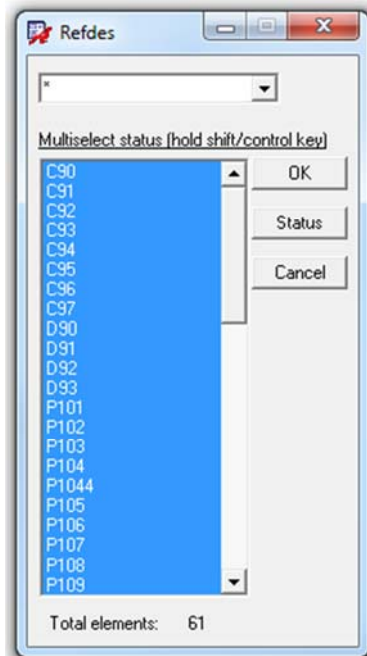 Refdes
*
Multiselect status (hold shift/control key)
C90
C91
C92
C93
C94
C95
C96
C97
D90
D91
D92
D93
P101
P102
P103
P104
P1044
P105
P106
P107
P108
P109
OK
Status
Cancel
Total elements: 61